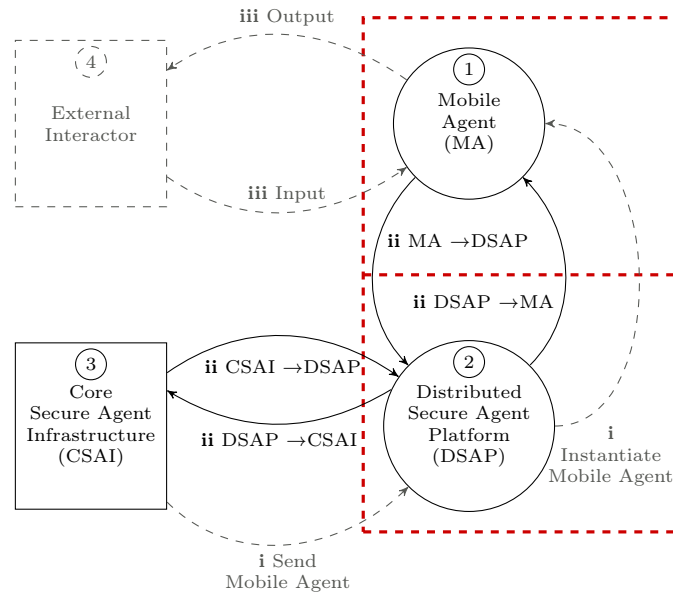 iii Output
4
External
Interactor
1
Mobile
Agent
(MA)
iii Input
ii MA →DSAP
ii DSAP →MA
3
Core
Secure Agent
Infrastructure
(CSAI)
ii CSAI →DSAP
ii DSAP →CSAI
2
Distributed
Secure Agent
Platform
(DSAP)
i
Instantiate
Mobile Agent
i Send
Mobile Agent